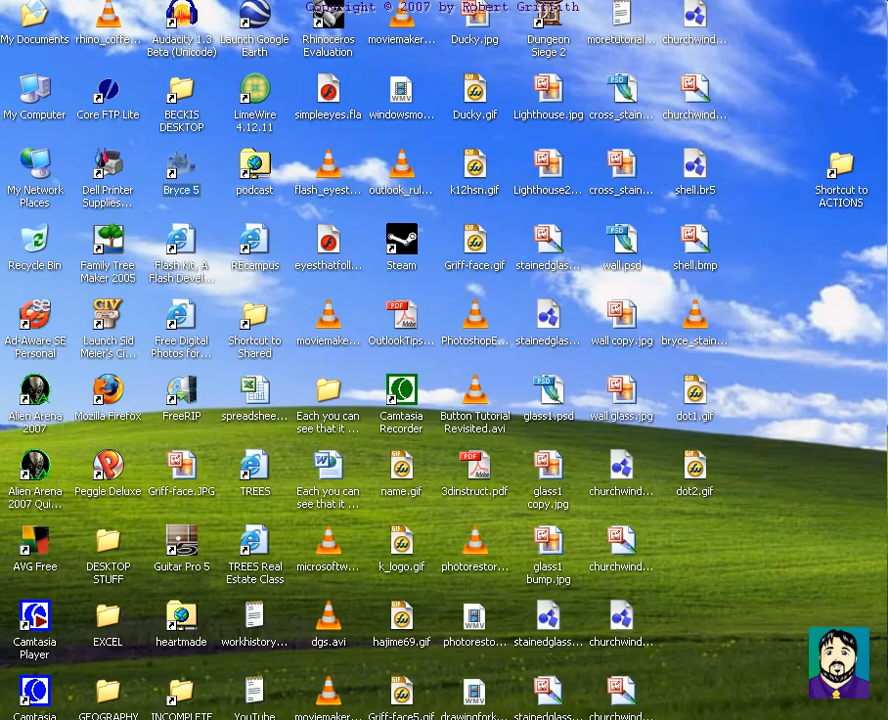 Copyright © 2007 by Robert Griffith
My Documents
rhino_coffe...
Audacity 1.3
Beta (Unicode)
Launch Google
Earth
Rhinoceros
Evaluation
moviemaker...
Ducky.jpg
Dungeon
Siege 2
moretutorial...
churchwind...
My Computer
Core FTP Lite
BECKIS
DESKTOP
LimeWire
4.12.11
simpleeyes.fla
windowsmo...
Ducky.gif
Lighthouse.jpg
cross_stain...
churchwind...
My Network
Places
Dell Printer
Supplies...
Bryce 5
podcast
flash_eyest...
outlook_rul...
k12hsn.gif
Lighthouse2...
cross_stain...
shell.br5
Shortcut to
ACTIONS
Recycle Bin
Family Tree
Maker 2005
Flash Kit, A
Flash Devel...
REcampus
eyesthatfoll...
Steam
Griff-face.gif
stainedglas...
wall.psd
shell.bmp
Ad-Aware SE
Personal
Launch Sid
Meier's Ci...
Free Digital
Photos for...
Shortcut to
Shared
moviemake...
OutlookTips...
PhotoshopE...
stainedglas...
wall copy.jpg
bryce_stain...
Alien Arena
2007
Mozilla Firefox
FreeRIP
spreadshee...
Each you can
see that it ...
Camtasia
Recorder
Button Tutorial
Revisited.avi
glass1.psd
wall glass.jpg
dot1.gif
Alien Arena
2007 Qui...
Peggle Deluxe
Griff-face.JPG
TREES
Each you can
see that it ...
name.gif
3dinstruct.pdf
glass1
copy.jpg
churchwind...
dot2.gif
AVG Free
DESKTOP
STUFF
Guitar Pro 5
TREES Real
Estate Class
microsoftw...
k_logo.gif
photorestor...
glass1
bump.jpg
churchwind...
Camtasia
Player
EXCEL
heartmade
workhistory...
dgs.avi
hajime69.gif
photoresto...
stainedglass...
churchwind...
Camtasia
GEOGRAPHY
INCOMPLETE
YouTube
moviemaker...
Griff-face5.gif
drawingfork...
stainedglass...
churchwind...